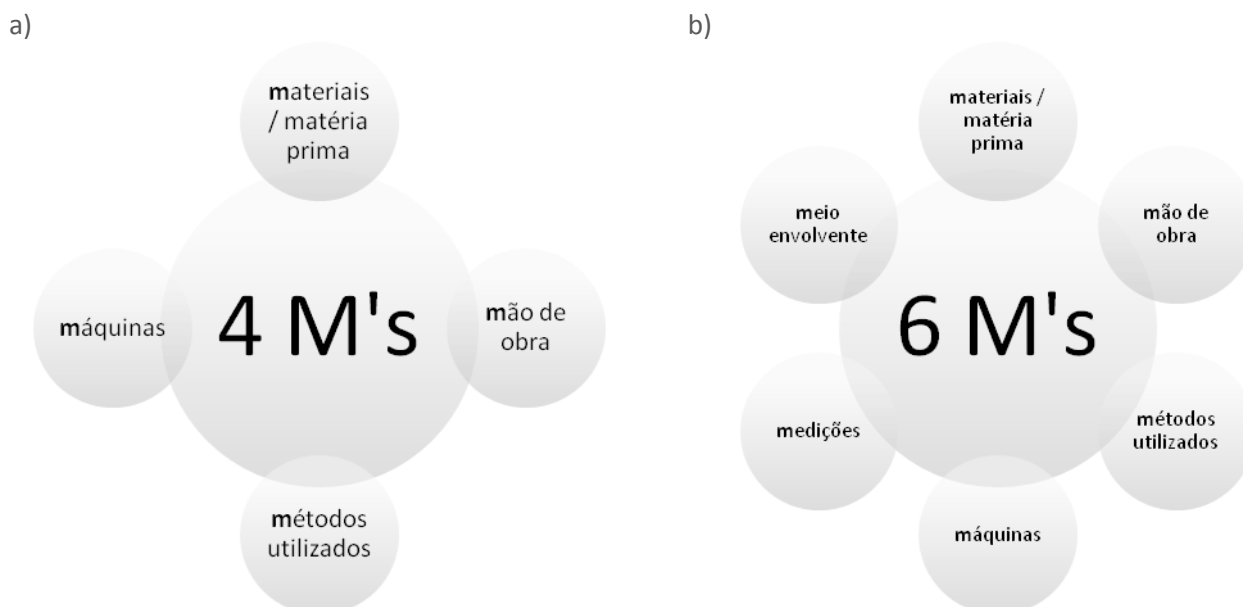 a)
materiais
/ matéria
prima
máquinas
4 M's
mão de
obra
métodos
utilizados
b)
materiais /
matéria
prima
meio
envolvente
mão de
obra
6 M's
medições
métodos
utilizados
máquinas